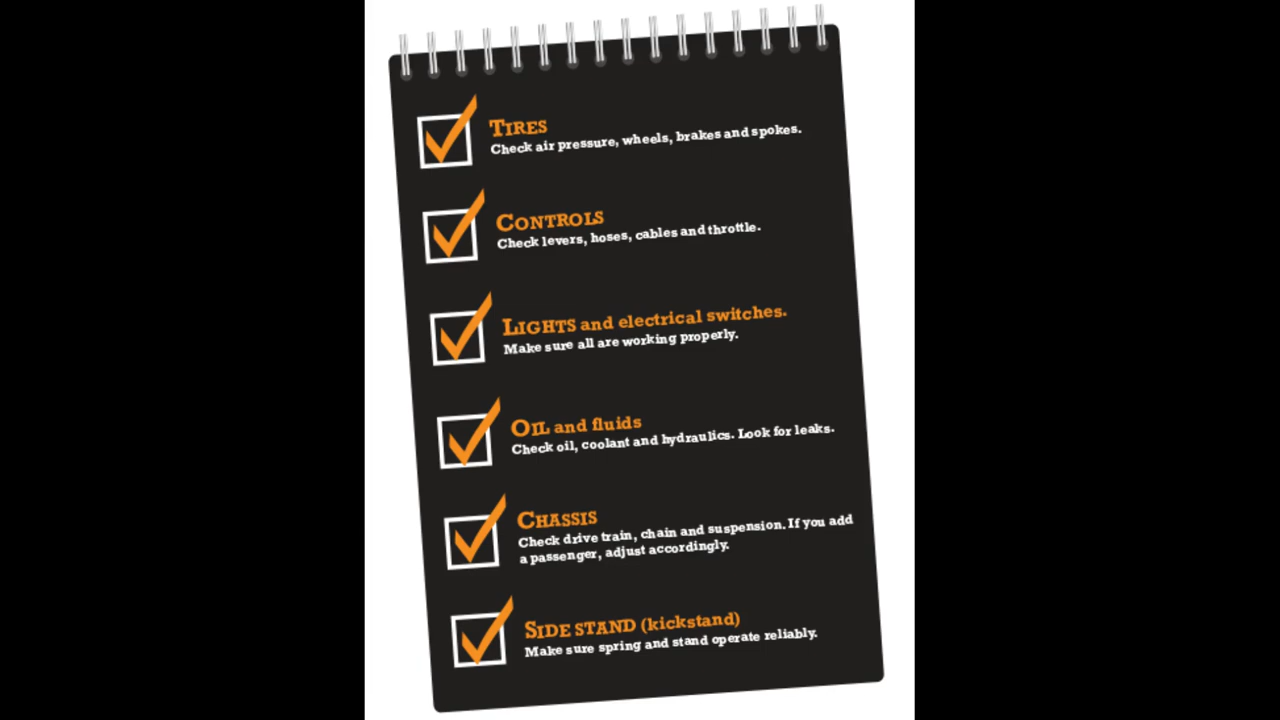 TIRES
Check air pressure, wheels, brakes and spokes.
CONTROLS
Check levers, hoses, cables and throttle.
LIGHTS and electrical switches.
Make sure all are working properly.
OIL and fluids
Check oil, coolant and hydraulics. Look for leaks.
CHASSIS
Check drive train, chain and suspension. If you add
a passenger, adjust accordingly.
SIDE STAND (kickstand)
Make sure spring and stand operate reliably.